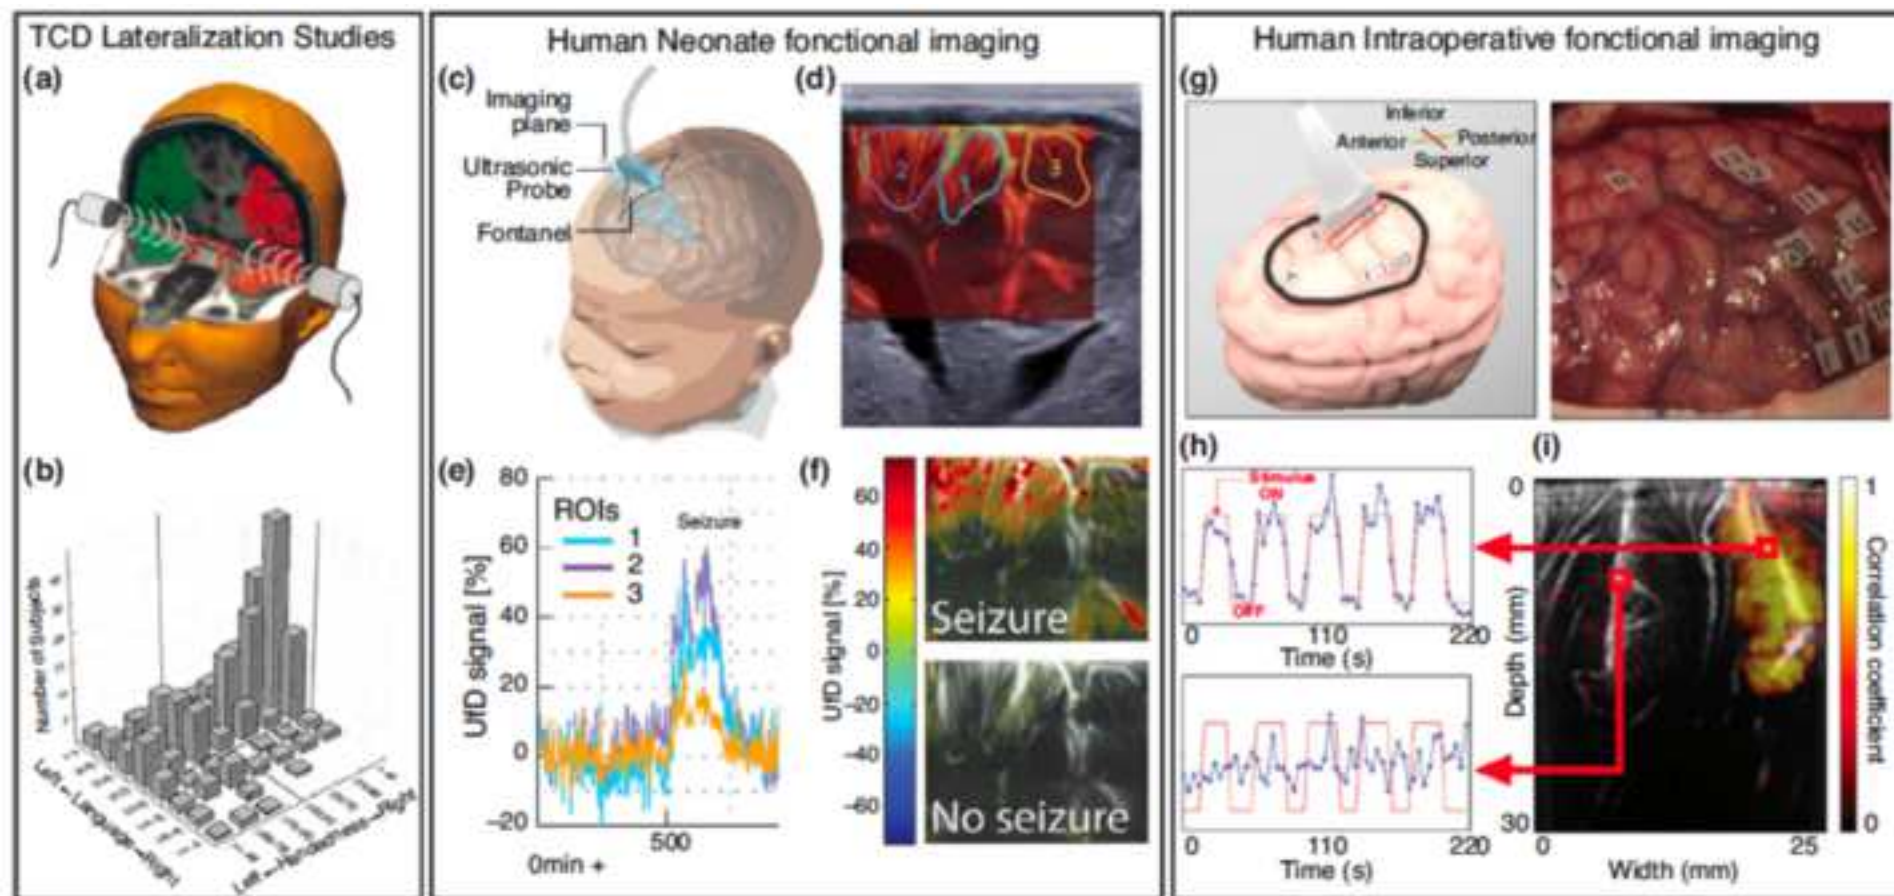 TCD Lateralization Studies
(a)
(b)
Number of subjects
Left ← Language → Right
Left ← Handedness → Right
Human Neonate fonctional imaging
(c)
Imaging
plane
Ultrasonic
Probe
Fontanel
(d)
2
1
3
(e)
80
60
40
20
0
−20
UfD signal [%]
ROIs
1
2
3
Seizure
500
0min +
(f)
60
40
20
0
−20
−40
−60
UfD signal [%]
Seizure
No seizure
Human Intraoperative fonctional imaging
(g)
Inferior
Anterior
Posterior
Superior
(h)
Stimulus
ON
OFF
0 110 220
Time (s)
0 110 220
Time (s)
(i)
0
30
Depth (mm)
0 25
Width (mm)
1
0
Correlation coefficient